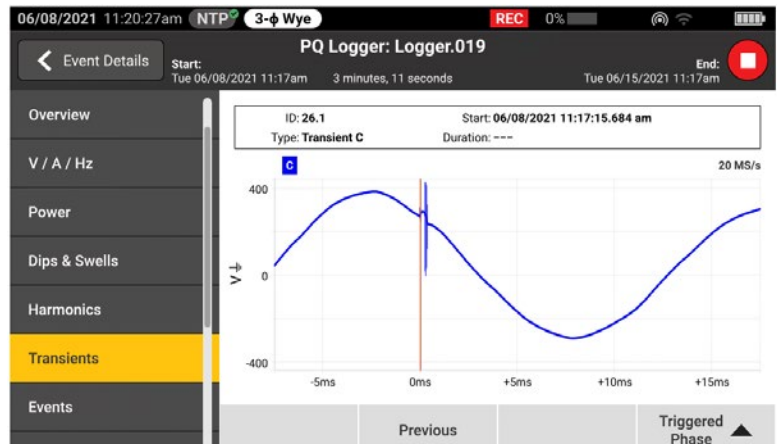 06/08/2021 11:20:27am NTP 3-ϕ Wye REC 0%
Event Details
PQ Logger: Logger.019
Start:
Tue 06/08/2021 11:17am 3 minutes, 11 seconds
End:
Tue 06/15/2021 11:17am
Overview
V / A / Hz
Power
Dips & Swells
Harmonics
Transients
Events
ID: 26.1 Start: 06/08/2021 11:17:15.684 am
Type: Transient C Duration: ---
C 20 MS/s
400
V
0
-400
-5ms 0ms +5ms +10ms +15ms
Previous
Triggered
Phase